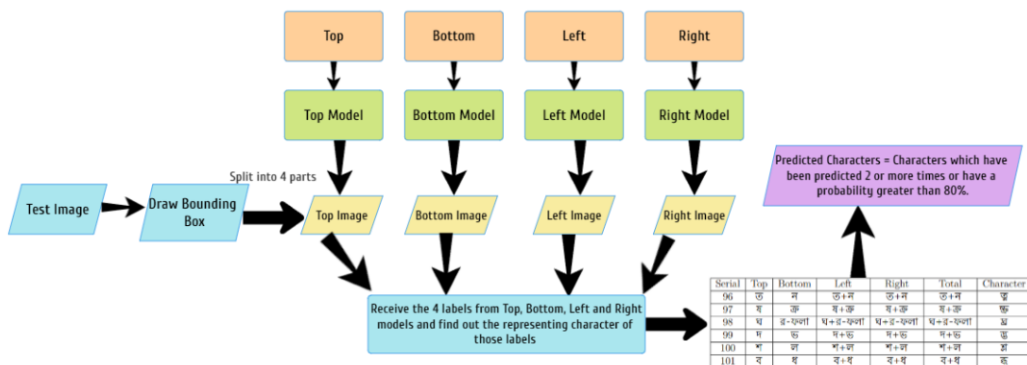 Top Bottom Left Right
Top Model Bottom Model Left Model Right Model
Predicted Characters = Characters which have
been predicted 2 or more times or have a
probability greater than 80%.
Split into 4 parts
Test Image
Draw Bounding
Box
Top Image Bottom Image Left Image Right Image
Receive the 4 labels from Top, Bottom, Left and Right
models and find out the representing character of
those labels
Serial Top Bottom Left Right Total Character
96 ত ন ত+ন ত+ন ত+ন ত্ন
97
98 ঘ র-ফলা ঘ+র-ফলা ঘ+র-ফলা ঘ+র-ফলা ঘ্র
99 দ ভ দ+ভ দ+ভ দ+ভ দ্ভ
100 শ ল শ+ল শ+ল শ+ল শ্ল
101 ব ধ ব+ধ ব+ধ ব+ধ ব্ধ